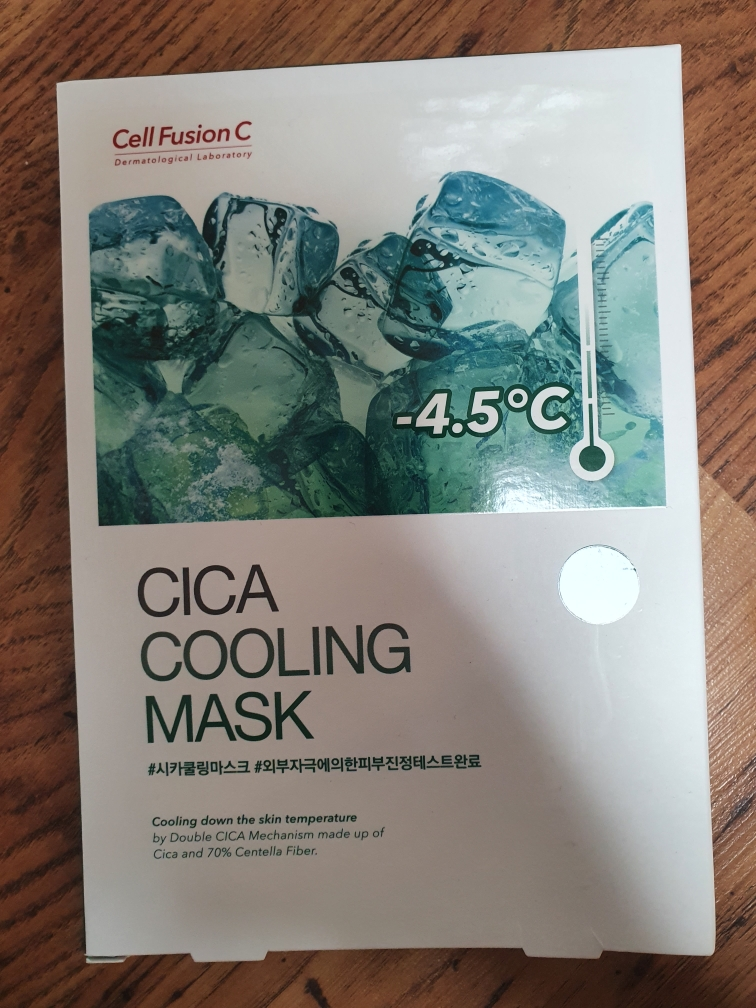 Cell Fusion C
Dermatological Laboratory
-4.5°C
CICA
COOLING
MASK
#시카쿨링마스크 #외부자극에의한피부진정테스트완료
Cooling down the skin temperature
by Double CICA Mechanism made up of
Cica and 70% Centella Fiber.